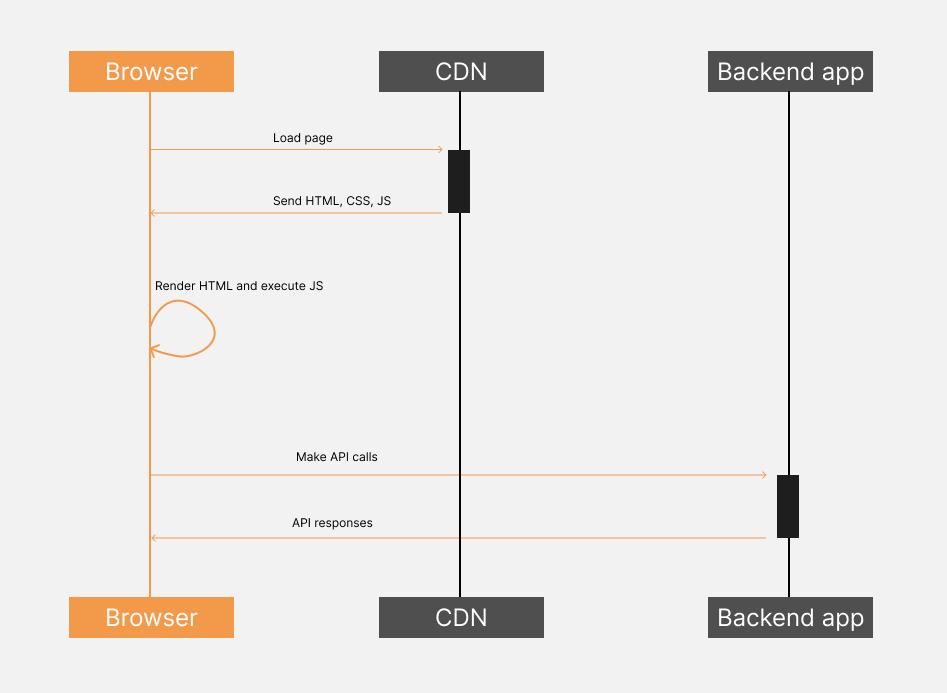 Browser
CDN
Backend app
Load page
Send HTML, CSS, JS
Render HTML and execute JS
Make API calls
API responses
Browser
CDN
Backend app